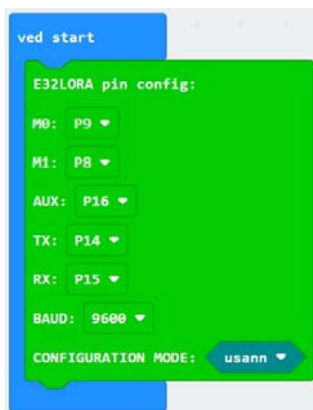 ved start
E32LORA pin config:
M0: P9
M1: P8
AUX: P16
TX: P14
RX: P15
BAUD: 9600
CONFIGURATION MODE: usann